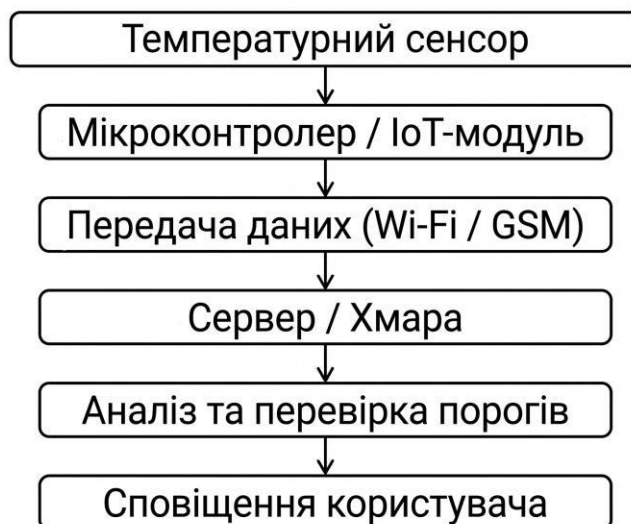 Температурний сенсор
Мікроконтролер / IoT-модуль
Передача даних (Wi-Fi / GSM)
Сервер / Хмара
Аналіз та перевірка порогів
Сповіщення користувача